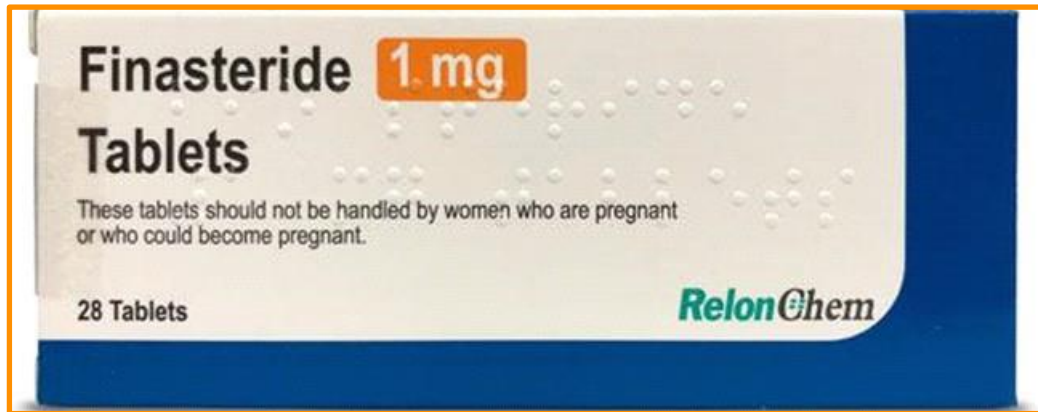 Finasteride 1 mg
Tablets
These tablets should not be handled by women who are pregnant
or who could become pregnant.
28 Tablets
RelonChem